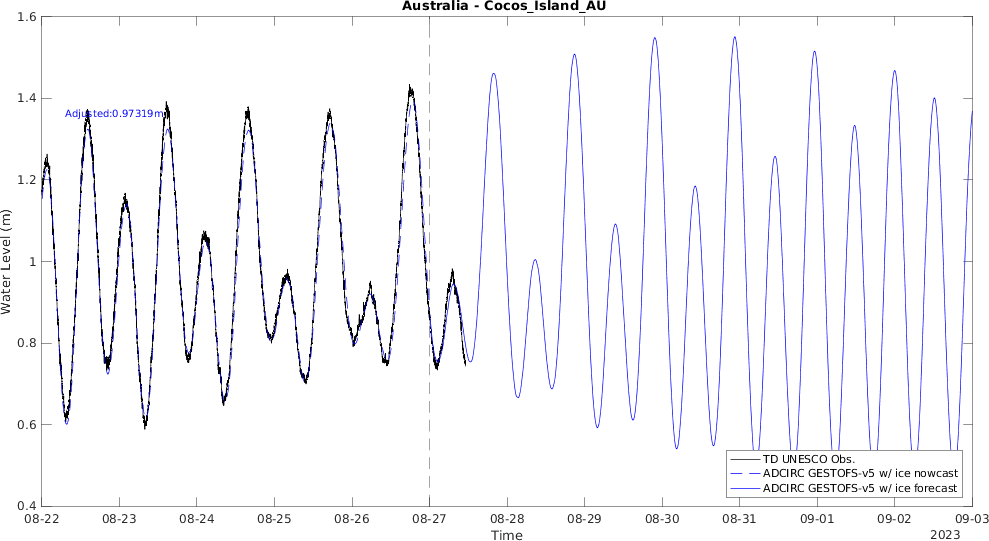 Australia - Cocos_Island_AU
1.6
1.4
1.2
1
0.8
0.6
0.4
Water Level (m)
Adjusted:0.97319m
TD UNESCO Obs.
ADCIRC GESTOFS-v5 w/ ice nowcast
ADCIRC GESTOFS-v5 w/ ice forecast
08-22 08-23 08-24 08-25 08-26 08-27 08-28 08-29 08-30 08-31 09-01 09-02 09-03
Time
2023